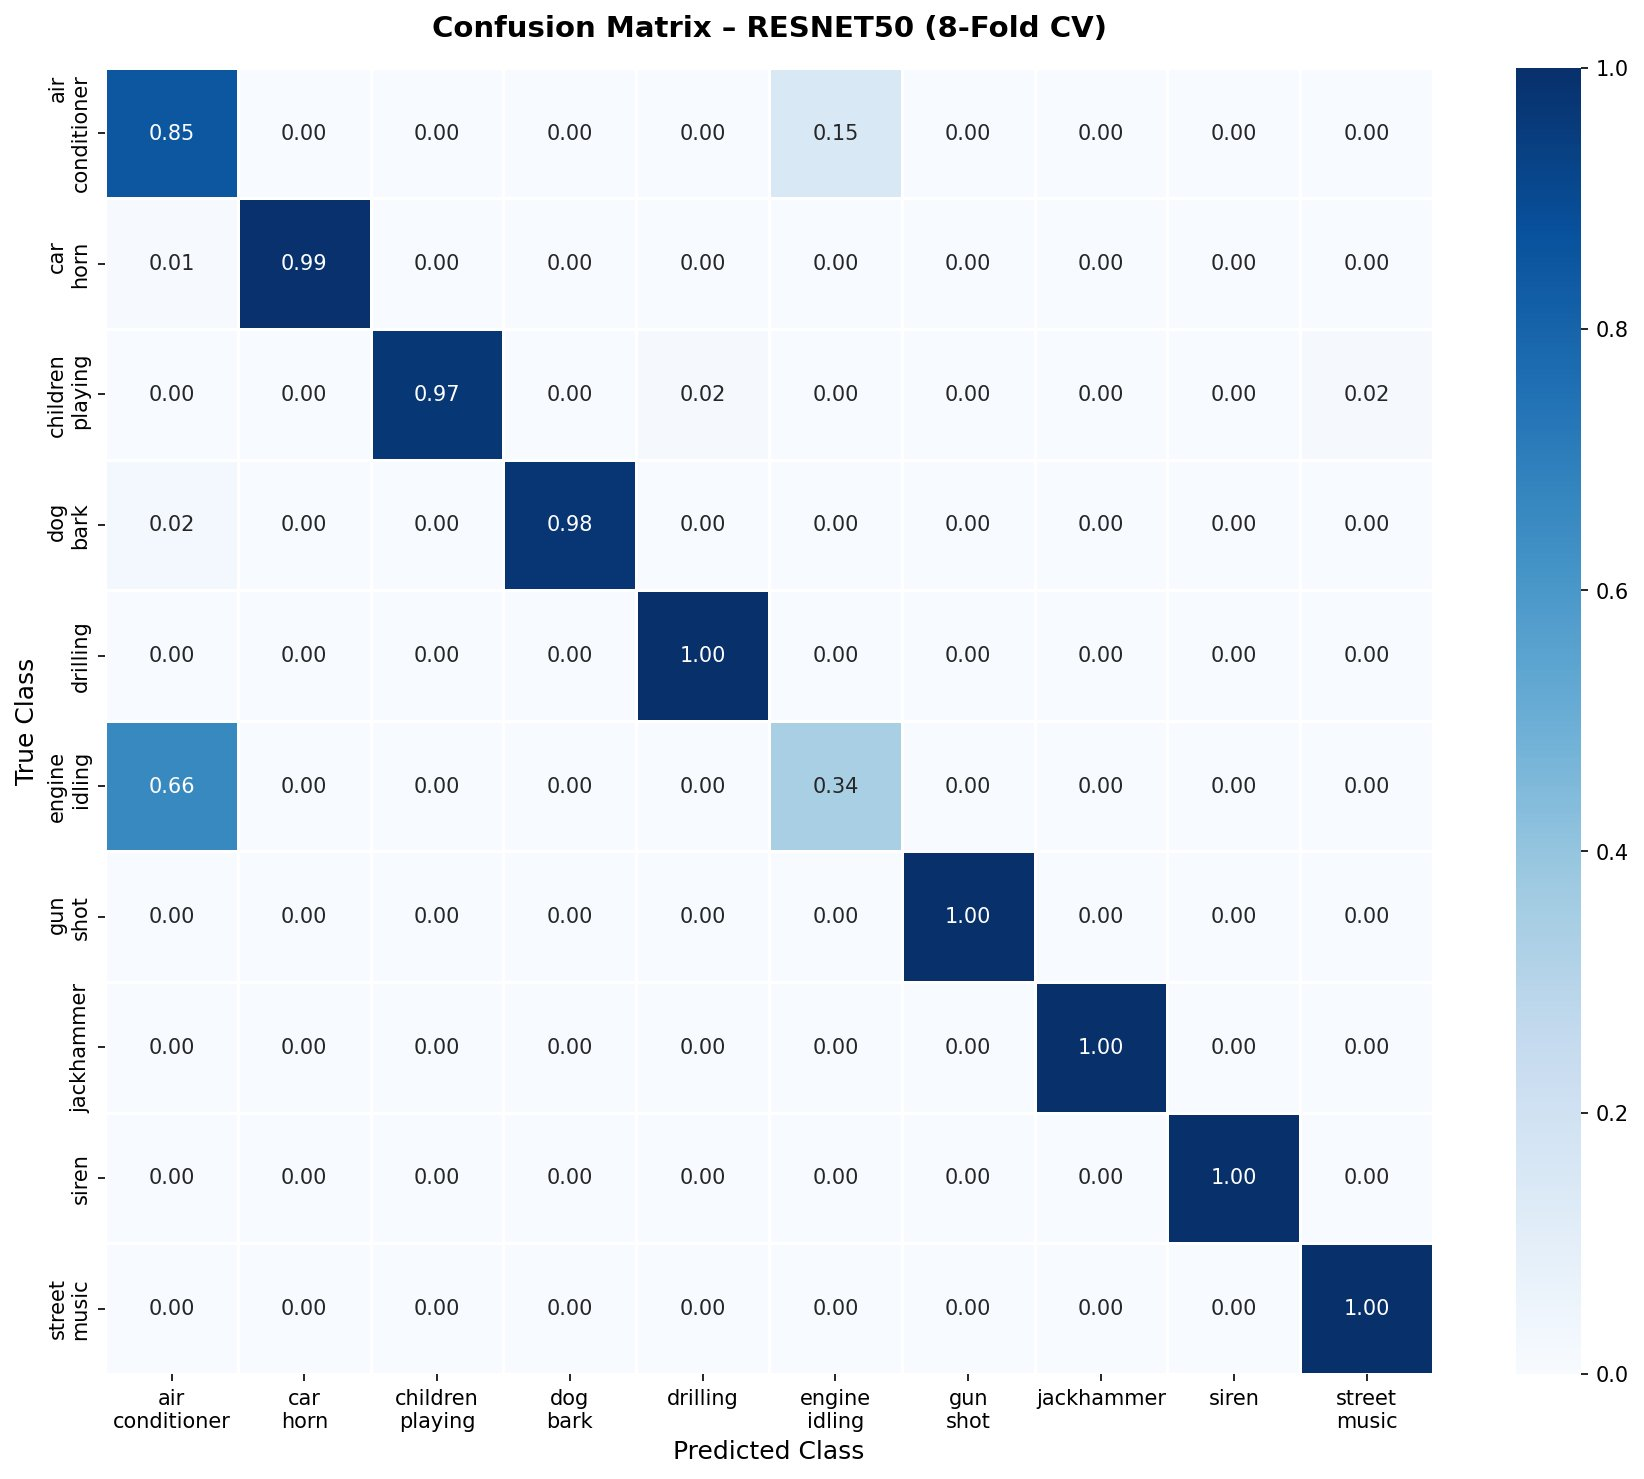 Confusion Matrix – RESNET50 (8-Fold CV)
True Class
air
conditioner
0.85 0.00 0.00 0.00 0.00 0.15 0.00 0.00 0.00 0.00
car
horn
0.01 0.99 0.00 0.00 0.00 0.00 0.00 0.00 0.00 0.00
children
playing
0.00 0.00 0.97 0.00 0.02 0.00 0.00 0.00 0.00 0.02
dog
bark
0.02 0.00 0.00 0.98 0.00 0.00 0.00 0.00 0.00 0.00
drilling
0.00 0.00 0.00 0.00 1.00 0.00 0.00 0.00 0.00 0.00
engine
idling
0.66 0.00 0.00 0.00 0.00 0.34 0.00 0.00 0.00 0.00
gun
shot
0.00 0.00 0.00 0.00 0.00 0.00 1.00 0.00 0.00 0.00
jackhammer
0.00 0.00 0.00 0.00 0.00 0.00 0.00 1.00 0.00 0.00
siren
0.00 0.00 0.00 0.00 0.00 0.00 0.00 0.00 1.00 0.00
street
music
0.00 0.00 0.00 0.00 0.00 0.00 0.00 0.00 0.00 1.00
air
conditioner
car
horn
children
playing
dog
bark
drilling
engine
idling
gun
shot
jackhammer
siren
street
music
Predicted Class
1.0
0.8
0.6
0.4
0.2
0.0